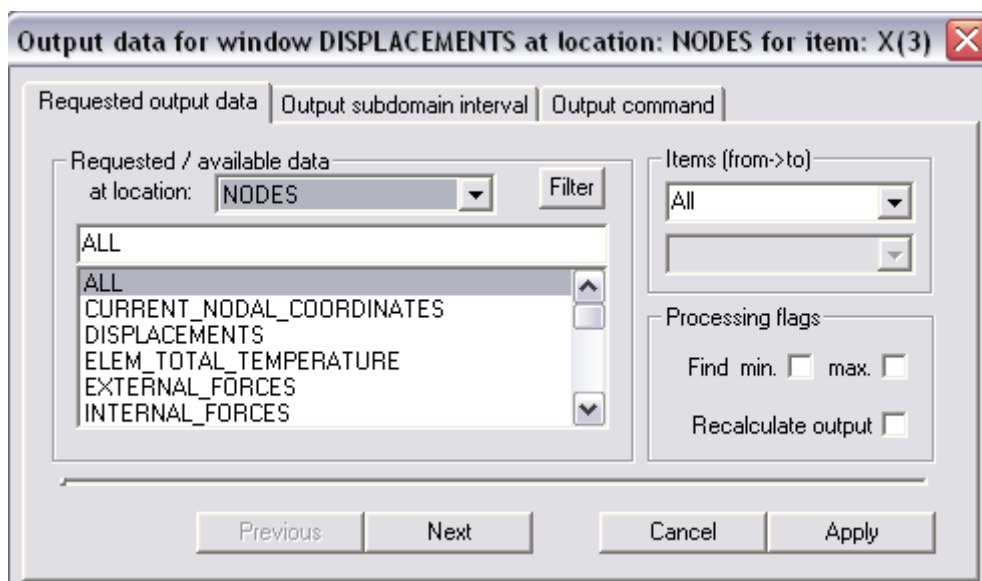 Output data for window DISPLACEMENTS at location: NODES for item: X(3)
Requested output data
Output subdomain interval
Output command
Requested / available data
at location:
NODES
Filter
ALL
ALL
CURRENT_NODAL_COORDINATES
DISPLACEMENTS
ELEM_TOTAL_TEMPERATURE
EXTERNAL_FORCES
INTERNAL_FORCES
Items (from->to)
All
Processing flags
Find min. max.
Recalculate output
Previous
Next
Cancel
Apply